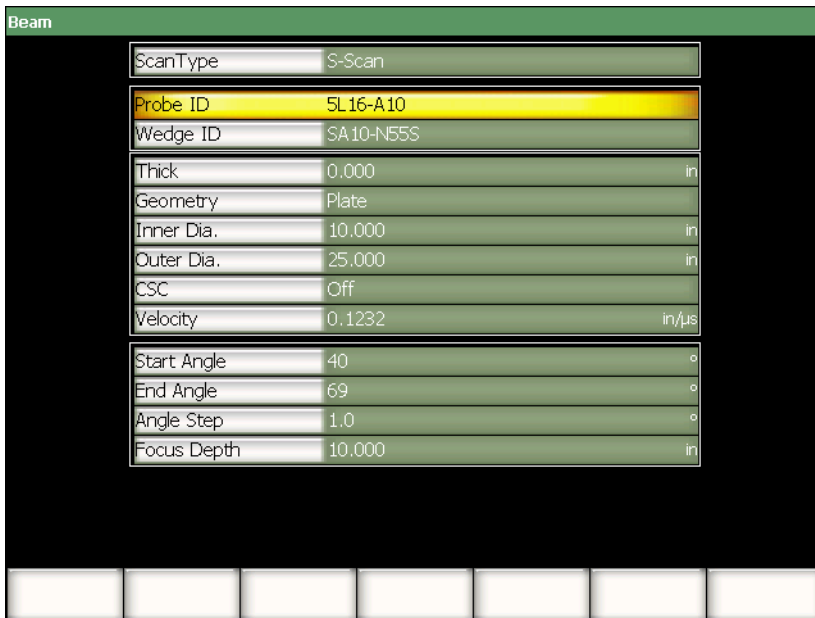 Beam
ScanType S-Scan
Probe ID 5L16-A10
Wedge ID SA10-N55S
Thick 0.000 in
Geometry Plate
Inner Dia. 10.000 in
Outer Dia. 25.000 in
CSC Off
Velocity 0.1232 in/µs
Start Angle 40 °
End Angle 69 °
Angle Step 1.0 °
Focus Depth 10.000 in